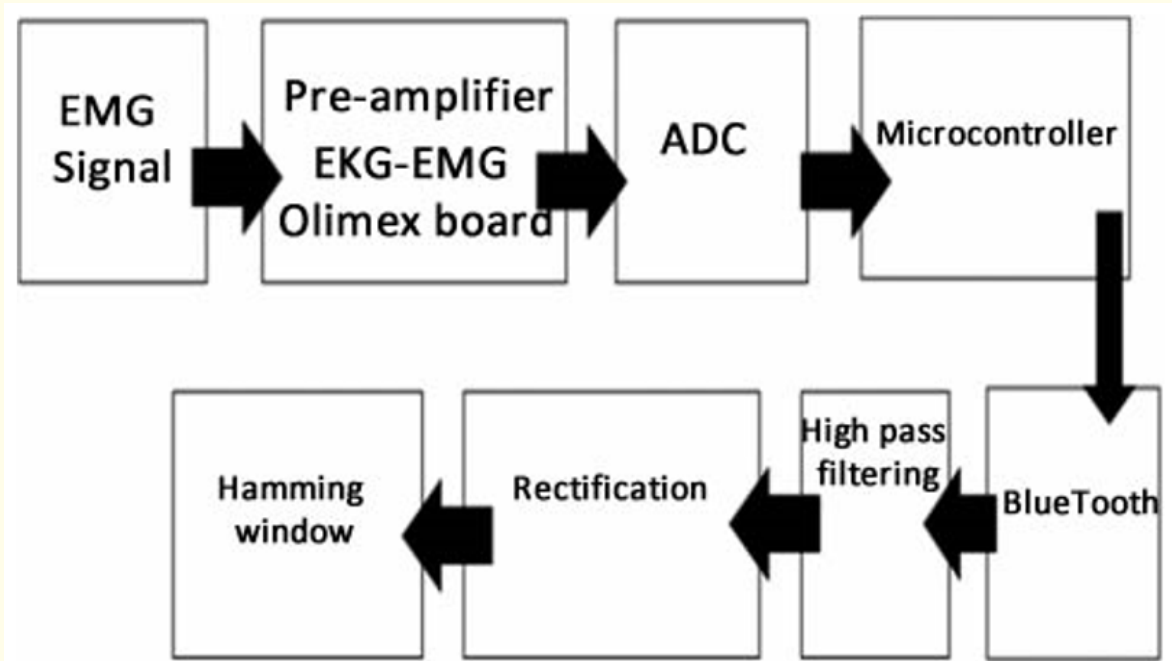 EMG
Signal
Pre-amplifier
EKG-EMG
Olimex board
ADC
Microcontroller
BlueTooth
High pass
filtering
Rectification
Hamming
window